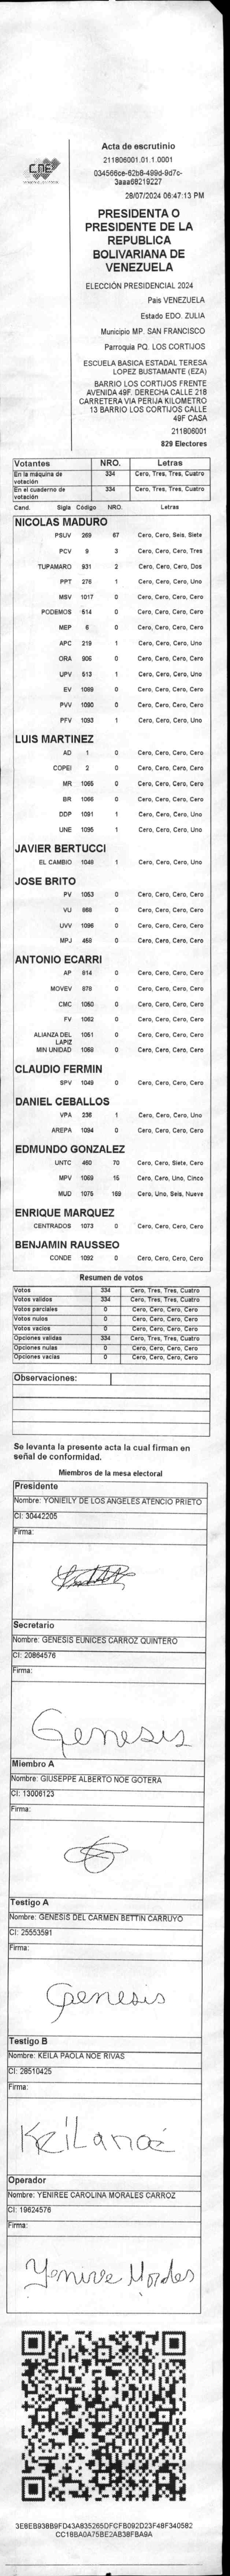 CNE
Acta de escrutinio
211806001.01.1.0001
034566ce-62b8-499d-9d7c-
3aaa68219227
28/07/2024 06:47:13 PM
PRESIDENTA O
PRESIDENTE DE LA
REPUBLICA
BOLIVARIANA DE
VENEZUELA
ELECCIÓN PRESIDENCIAL 2024
Pais VENEZUELA
Estado EDO. ZULIA
Municipio MP. SAN FRANCISCO
Parroquia PQ. LOS CORTIJOS
ESCUELA BASICA ESTADAL TERESA
LOPEZ BUSTAMANTE (EZA)
BARRIO LOS CORTIJOS FRENTE
AVENIDA 49F. DERECHA CALLE 218
CARRETERA VIA PERIJA KILOMETRO
13 BARRIO LOS CORTIJOS CALLE
49F CASA
211806001
829 Electores
Votantes NRO. Letras
En la máquina de votación 334 Cero, Tres, Tres, Cuatro
En el cuaderno de votación 334 Cero, Tres, Tres, Cuatro
Cand. Sigla Código NRO. Letras
NICOLAS MADURO
PSUV 269 67 Cero, Cero, Seis, Siete
PCV 9 3 Cero, Cero, Cero, Tres
TUPAMARO 931 2 Cero, Cero, Cero, Dos
PPT 276 1 Cero, Cero, Cero, Uno
MSV 1017 0 Cero, Cero, Cero, Cero
PODEMOS 514 0 Cero, Cero, Cero, Cero
MEP 6 0 Cero, Cero, Cero, Cero
APC 219 1 Cero, Cero, Cero, Uno
ORA 906 0 Cero, Cero, Cero, Cero
UPV 513 1 Cero, Cero, Cero, Uno
EV 1089 0 Cero, Cero, Cero, Cero
PVV 1090 0 Cero, Cero, Cero, Cero
PFV 1093 1 Cero, Cero, Cero, Uno
LUIS MARTINEZ
AD 1 0 Cero, Cero, Cero, Cero
COPEI 2 0 Cero, Cero, Cero, Cero
MR 1065 0 Cero, Cero, Cero, Cero
BR 1066 0 Cero, Cero, Cero, Cero
DDP 1091 1 Cero, Cero, Cero, Uno
UNE 1095 1 Cero, Cero, Cero, Uno
JAVIER BERTUCCI
EL CAMBIO 1048 1 Cero, Cero, Cero, Uno
JOSE BRITO
PV 1053 0 Cero, Cero, Cero, Cero
VU 868 0 Cero, Cero, Cero, Cero
UVV 1096 0 Cero, Cero, Cero, Cero
MPJ 458 0 Cero, Cero, Cero, Cero
ANTONIO ECARRI
AP 814 0 Cero, Cero, Cero, Cero
MOVEV 878 0 Cero, Cero, Cero, Cero
CMC 1050 0 Cero, Cero, Cero, Cero
FV 1062 0 Cero, Cero, Cero, Cero
ALIANZA DEL LAPIZ 1051 0 Cero, Cero, Cero, Cero
MIN UNIDAD 1068 0 Cero, Cero, Cero, Cero
CLAUDIO FERMIN
SPV 1049 0 Cero, Cero, Cero, Cero
DANIEL CEBALLOS
VPA 236 1 Cero, Cero, Cero, Uno
AREPA 1094 0 Cero, Cero, Cero, Cero
EDMUNDO GONZALEZ
UNTC 460 70 Cero, Cero, Siete, Cero
MPV 1069 15 Cero, Cero, Uno, Cinco
MUD 1075 169 Cero, Uno, Seis, Nueve
ENRIQUE MARQUEZ
CENTRADOS 1073 0 Cero, Cero, Cero, Cero
BENJAMIN RAUSSEO
CONDE 1092 0 Cero, Cero, Cero, Cero
Resumen de votos
Votos 334 Cero, Tres, Tres, Cuatro
Votos validos 334 Cero, Tres, Tres, Cuatro
Votos parciales 0 Cero, Cero, Cero, Cero
Votos nulos 0 Cero, Cero, Cero, Cero
Votos vacios 0 Cero, Cero, Cero, Cero
Opciones validas 334 Cero, Tres, Tres, Cuatro
Opciones nulas 0 Cero, Cero, Cero, Cero
Opciones vacias 0 Cero, Cero, Cero, Cero
Observaciones:
Se levanta la presente acta la cual firman en
señal de conformidad.
Miembros de la mesa electoral
Presidente
Nombre: YONIEILY DE LOS ANGELES ATENCIO PRIETO
CI: 30442205
Firma:
Secretario
Nombre: GENESIS EUNICES CARROZ QUINTERO
CI: 20864576
Firma:
Genesis
Miembro A
Nombre: GIUSEPPE ALBERTO NOE GOTERA
CI: 13006123
Firma:
Testigo A
Nombre: GENESIS DEL CARMEN BETTIN CARRUYO
CI: 25553591
Firma:
Genesis
Testigo B
Nombre: KEILA PAOLA NOE RIVAS
CI: 28510425
Firma:
Keila noé
Operador
Nombre: YENIREE CAROLINA MORALES CARROZ
CI: 19624576
Firma:
Yeniree Morales
3E8EB938B9FD43A835265DFCFB092D23F48F340582
CC18BA0A75BE2AB38FBA9A